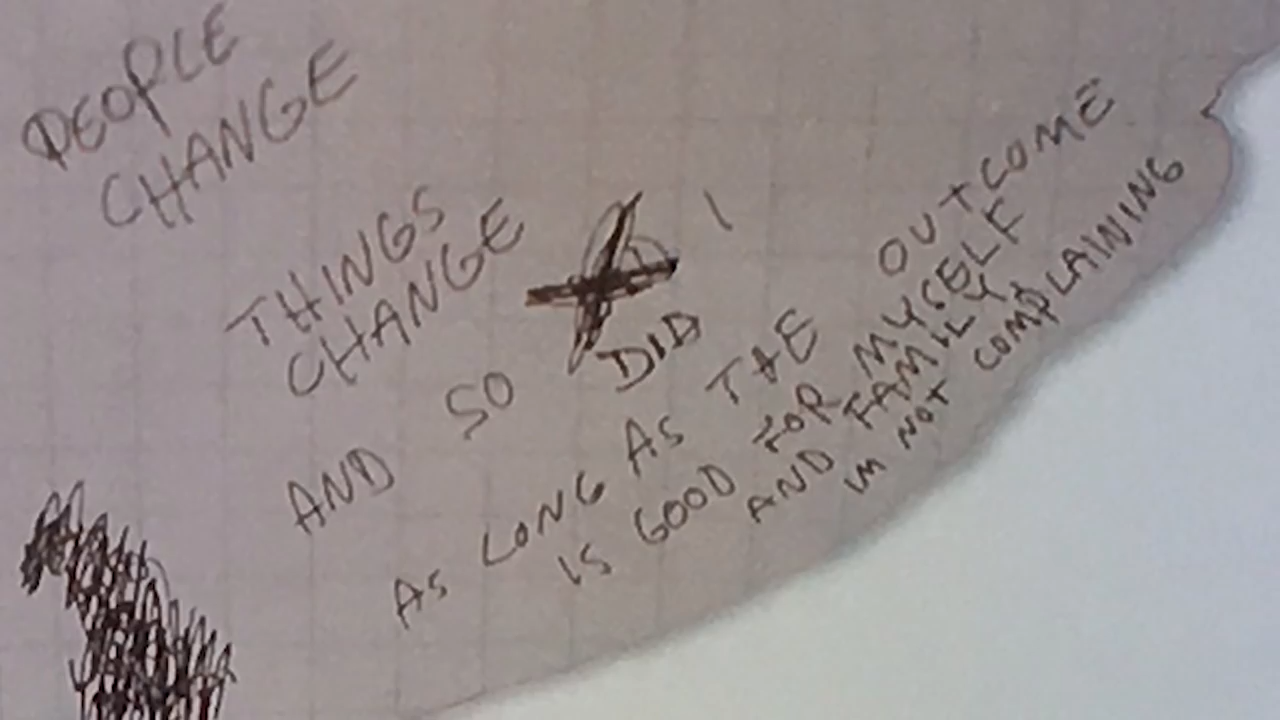 PEOPLE
CHANGE
THINGS
CHANGE
AND SO DID I
AS LONG AS THE OUTCOME
IS GOOD FOR MYSELF
AND FAMILY
IM NOT COMPLAINING